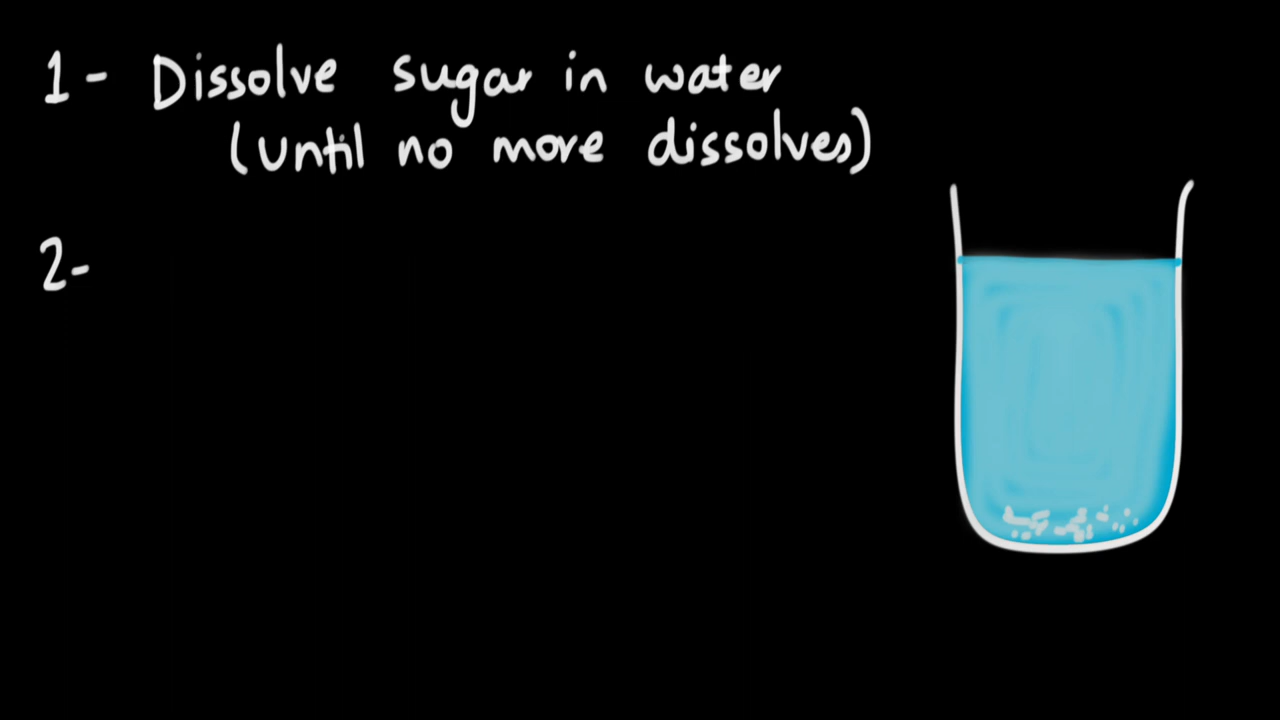 1- Dissolve sugar in water
(until no more dissolves)
2-